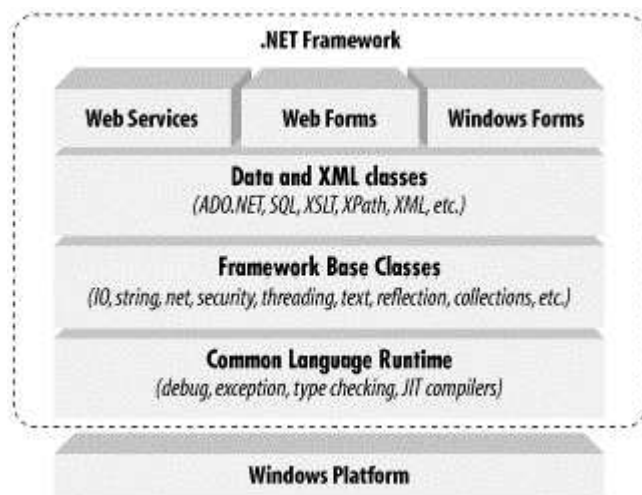 .NET Framework
Web Services
Web Forms
Windows Forms
Data and XML classes
(ADO.NET, SQL, XSLT, XPath, XML, etc.)
Framework Base Classes
(IO, string, net, security, threading, text, reflection, collections, etc.)
Common Language Runtime
(debug, exception, type checking, JIT compilers)
Windows Platform